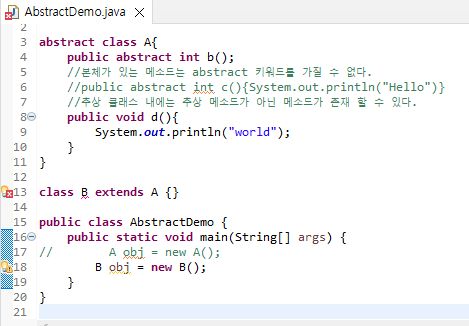 AbstractDemo.java
2
3 abstract class A{
4     public abstract int b();
5     //본체가 있는 메소드는 abstract 키워드를 가질 수 없다.
6     //public abstract int c(){System.out.println("Hello")}
7     //추상 클래스 내에는 추상 메소드가 아닌 메소드가 존재 할 수 있다.
8     public void d(){
9         System.out.println("world");
10     }
11 }
12
13 class B extends A {}
14
15 public class AbstractDemo {
16     public static void main(String[] args) {
17 //        A obj = new A();
18         B obj = new B();
19     }
20 }
21